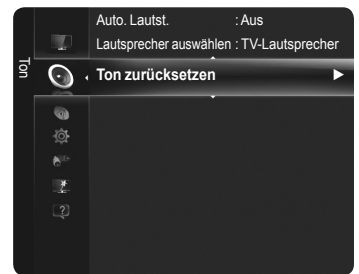 Auto. Lautst. : Aus
Lautsprecher auswählen : TV-Lautsprecher
Ton
Ton zurücksetzen